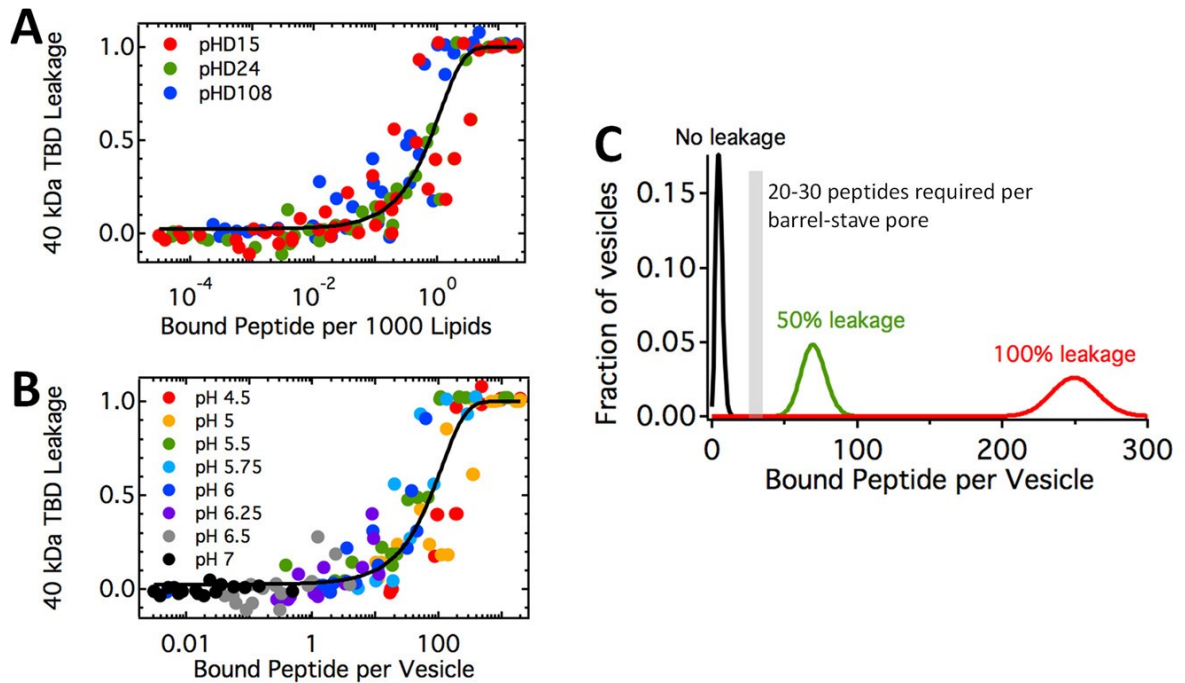 A
40 kDa TBD Leakage
1.0
0.5
0.0
pHD15
pHD24
pHD108
10⁻⁴
10⁻²
10⁰
Bound Peptide per 1000 Lipids
B
40 kDa TBD Leakage
1.0
0.5
0.0
pH 4.5
pH 5
pH 5.5
pH 5.75
pH 6
pH 6.25
pH 6.5
pH 7
0.01
1
100
Bound Peptide per Vesicle
C
No leakage
20-30 peptides required per
barrel-stave pore
50% leakage
100% leakage
Fraction of vesicles
0.15
0.10
0.05
0.00
0
100
200
300
Bound Peptide per Vesicle